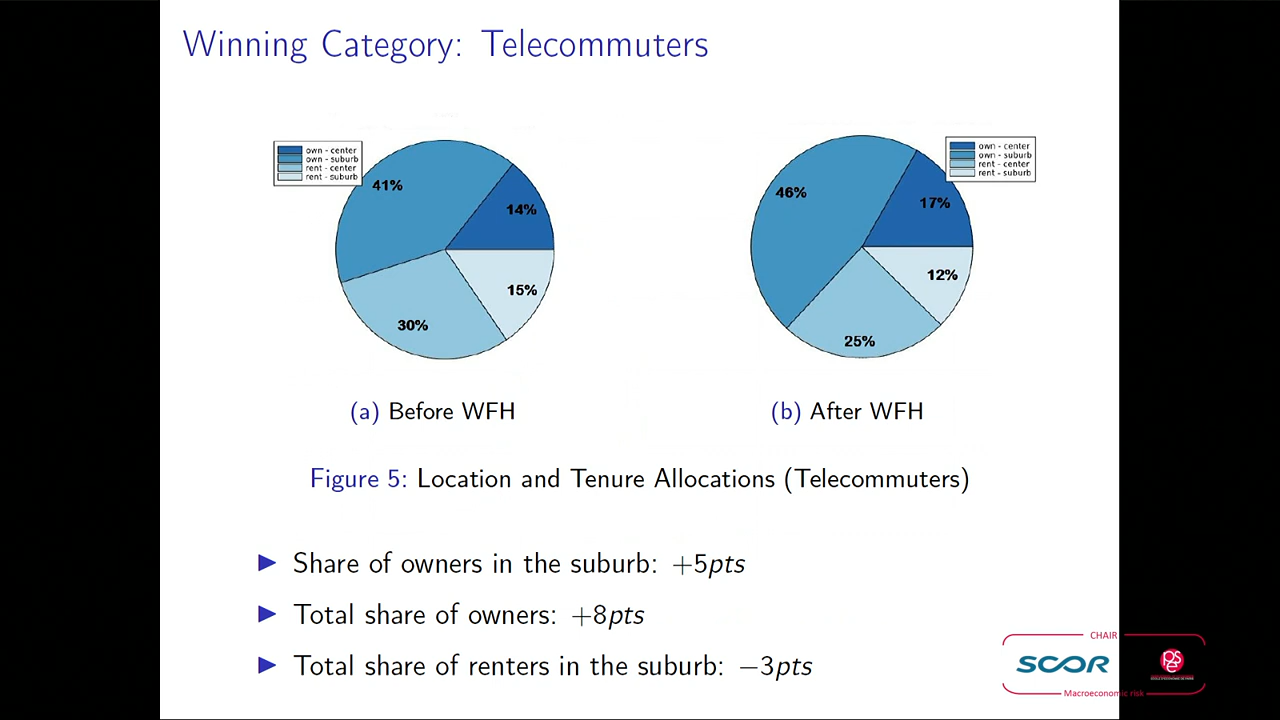 Winning Category: Telecommuters
own - center
own - suburb
rent - center
rent - suburb
41%
14%
15%
30%
(a) Before WFH
own - center
own - suburb
rent - center
rent - suburb
46%
17%
12%
25%
(b) After WFH
Figure 5: Location and Tenure Allocations (Telecommuters)
▶ Share of owners in the suburb: +5pts
▶ Total share of owners: +8pts
▶ Total share of renters in the suburb: −3pts
CHAIR
SCOR
pse
Macroeconomic risk